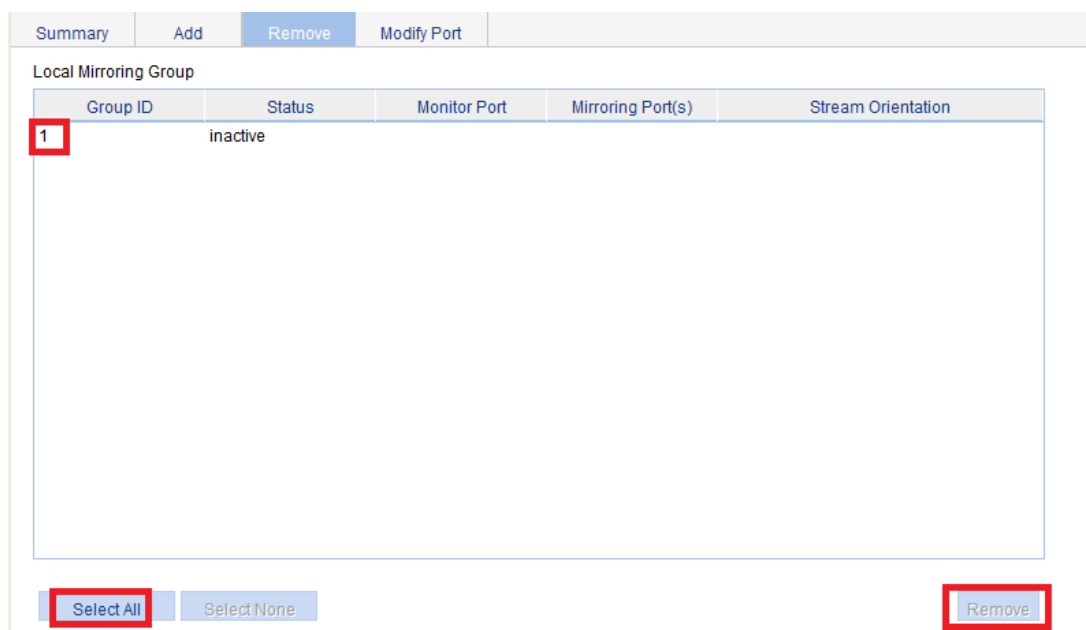 Summary Add Remove Modify Port
Local Mirroring Group
Group ID Status Monitor Port Mirroring Port(s) Stream Orientation
1 inactive
Select All Select None Remove